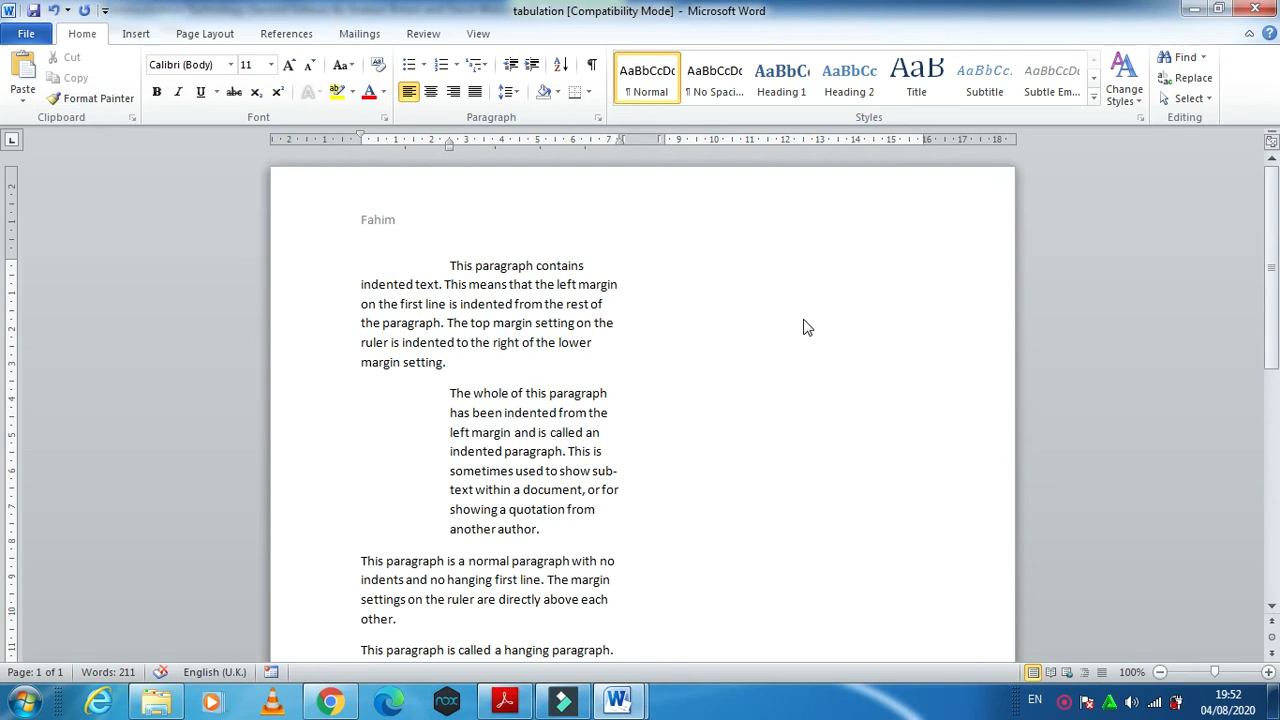 tabulation [Compatibility Mode] - Microsoft Word
File Home Insert Page Layout References Mailings Review View
Paste
Cut
Copy
Format Painter
Clipboard
Calibri (Body) 11
Font
Paragraph
AaBbCcDc AaBbCcDc AaBbCc AaBbCc AaB AaBbCcL AaBbCcDc
¶ Normal ¶ No Spaci... Heading 1 Heading 2 Title Subtitle Subtle Em...
Change Styles
Styles
Find
Replace
Select
Editing
Fahim
This paragraph contains
indented text. This means that the left margin
on the first line is indented from the rest of
the paragraph. The top margin setting on the
ruler is indented to the right of the lower
margin setting.
The whole of this paragraph
has been indented from the
left margin and is called an
indented paragraph. This is
sometimes used to show sub-
text within a document, or for
showing a quotation from
another author.
This paragraph is a normal paragraph with no
indents and no hanging first line. The margin
settings on the ruler are directly above each
other.
This paragraph is called a hanging paragraph.
Page: 1 of 1 Words: 211 English (U.K.) 100%
EN 19:52
04/08/2020